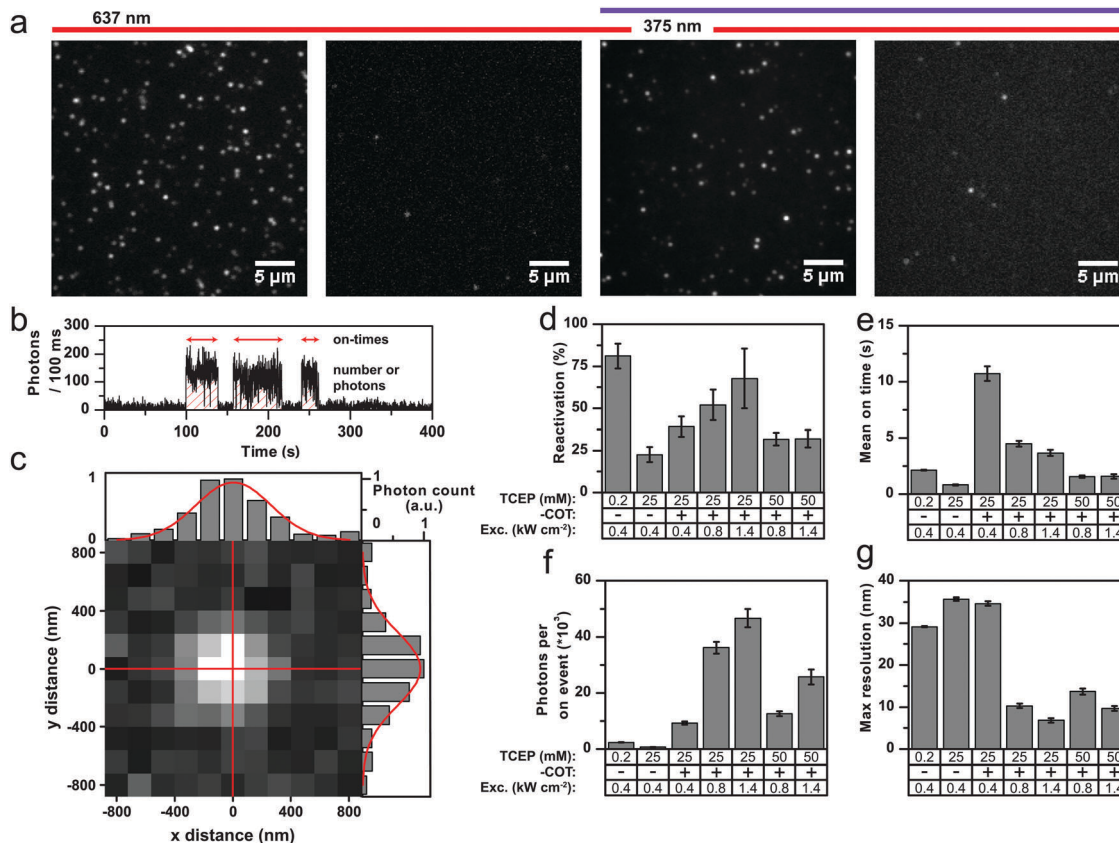 a
637 nm
375 nm
5 µm
5 µm
5 µm
5 µm
b
Photons
/ 100 ms
300
200
100
0
on-times
number or
photons
0
100
200
300
400
Time (s)
c
1
0
Photon count
(a.u.)
1
0
0
1
y distance (nm)
800
400
0
-400
-800
-800
-400
0
400
800
x distance (nm)
d
Reactivation (%)
100
75
50
25
0
TCEP (mM): 0.2 25 25 25 25 50 50
-COT: - - + + + + +
Exc. (kW cm⁻²): 0.4 0.4 0.4 0.8 1.4 0.8 1.4
e
Mean on time (s)
15
10
5
0
0.2 25 25 25 25 50 50
- - + + + + +
0.4 0.4 0.4 0.8 1.4 0.8 1.4
f
Photons per
on event (*10³)
60
40
20
0
TCEP (mM): 0.2 25 25 25 25 50 50
-COT: - - + + + + +
Exc. (kW cm⁻²): 0.4 0.4 0.4 0.8 1.4 0.8 1.4
g
Max resolution (nm)
40
30
20
10
0
0.2 25 25 25 25 50 50
- - + + + + +
0.4 0.4 0.4 0.8 1.4 0.8 1.4